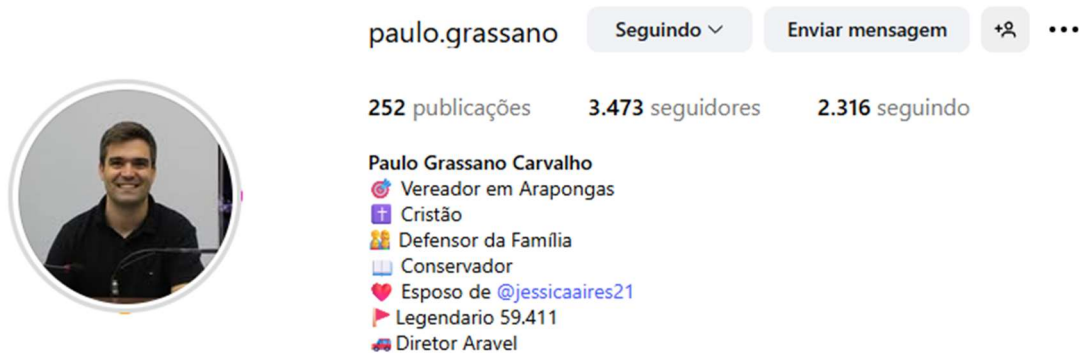 paulo.grassano Seguindo Enviar mensagem
252 publicações 3.473 seguidores 2.316 seguindo
Paulo Grassano Carvalho
Vereador em Arapongas
Cristão
Defensor da Família
Conservador
Esposo de @jessicaaires21
Legendario 59.411
Diretor Aravel